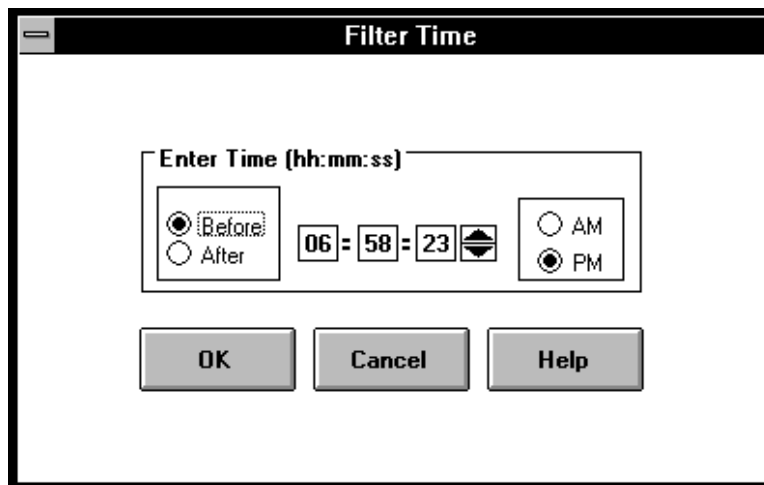 Filter Time
Enter Time (hh:mm:ss)
Before
After
06 : 58 : 23
AM
PM
OK Cancel Help